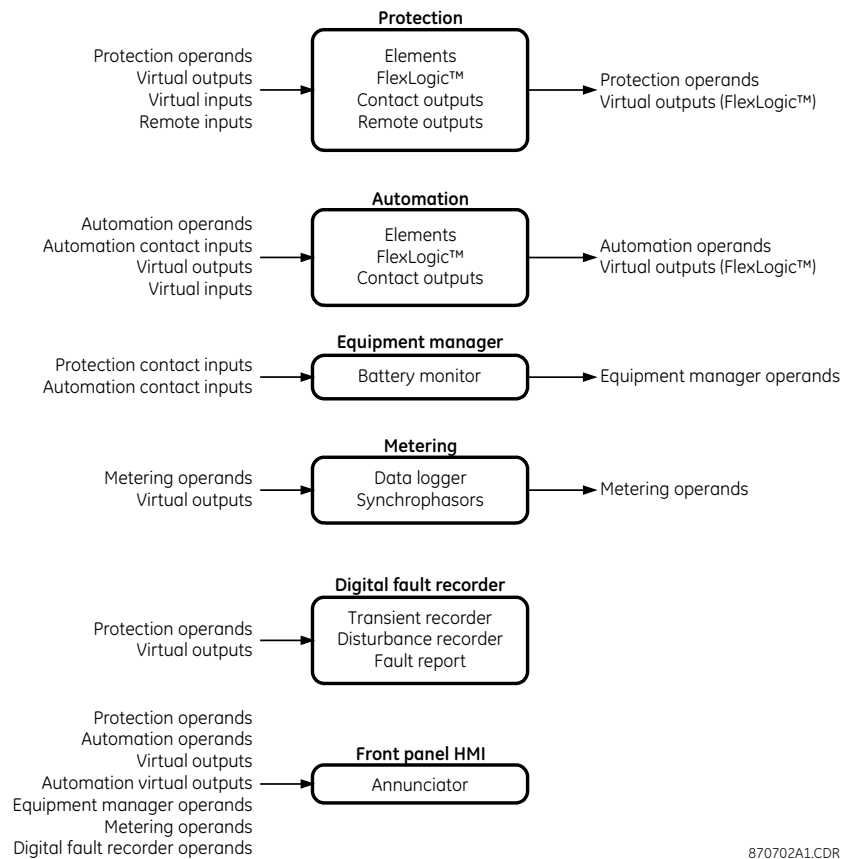 Protection
Protection operands
Virtual outputs
Virtual inputs
Remote inputs
Elements
FlexLogic™
Contact outputs
Remote outputs
Protection operands
Virtual outputs (FlexLogic™)
Automation
Automation operands
Automation contact inputs
Virtual outputs
Virtual inputs
Elements
FlexLogic™
Contact outputs
Automation operands
Virtual outputs (FlexLogic™)
Equipment manager
Protection contact inputs
Automation contact inputs
Battery monitor
Equipment manager operands
Metering
Metering operands
Virtual outputs
Data logger
Synchrophasors
Metering operands
Digital fault recorder
Protection operands
Virtual outputs
Transient recorder
Disturbance recorder
Fault report
Protection operands
Automation operands
Virtual outputs
Automation virtual outputs
Equipment manager operands
Metering operands
Digital fault recorder operands
Front panel HMI
Annunciator
870702A1.CDR